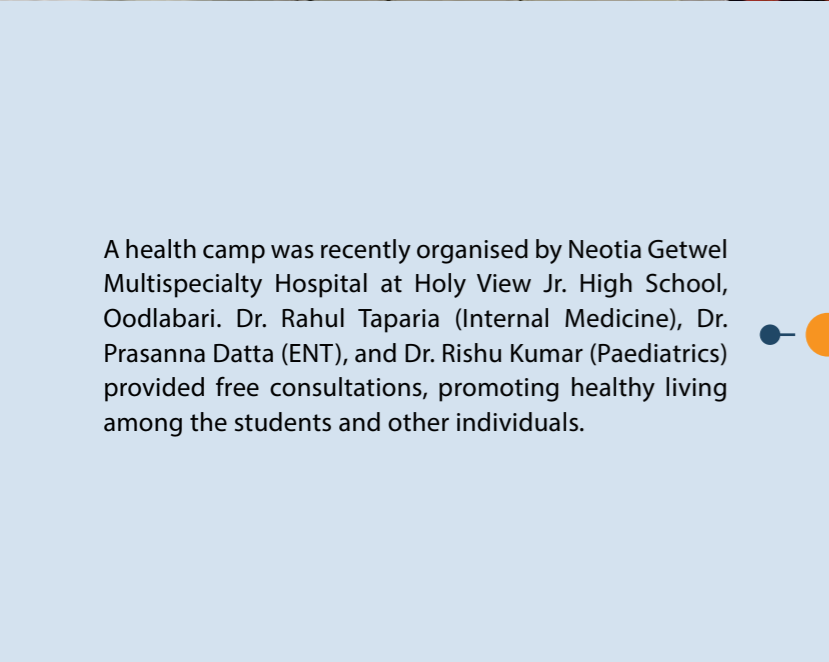 A health camp was recently organised by Neotia Getwel
Multispecialty Hospital at Holy View Jr. High School,
Oodlabari. Dr. Rahul Taparia (Internal Medicine), Dr.
Prasanna Datta (ENT), and Dr. Rishu Kumar (Paediatrics)
provided free consultations, promoting healthy living
among the students and other individuals.